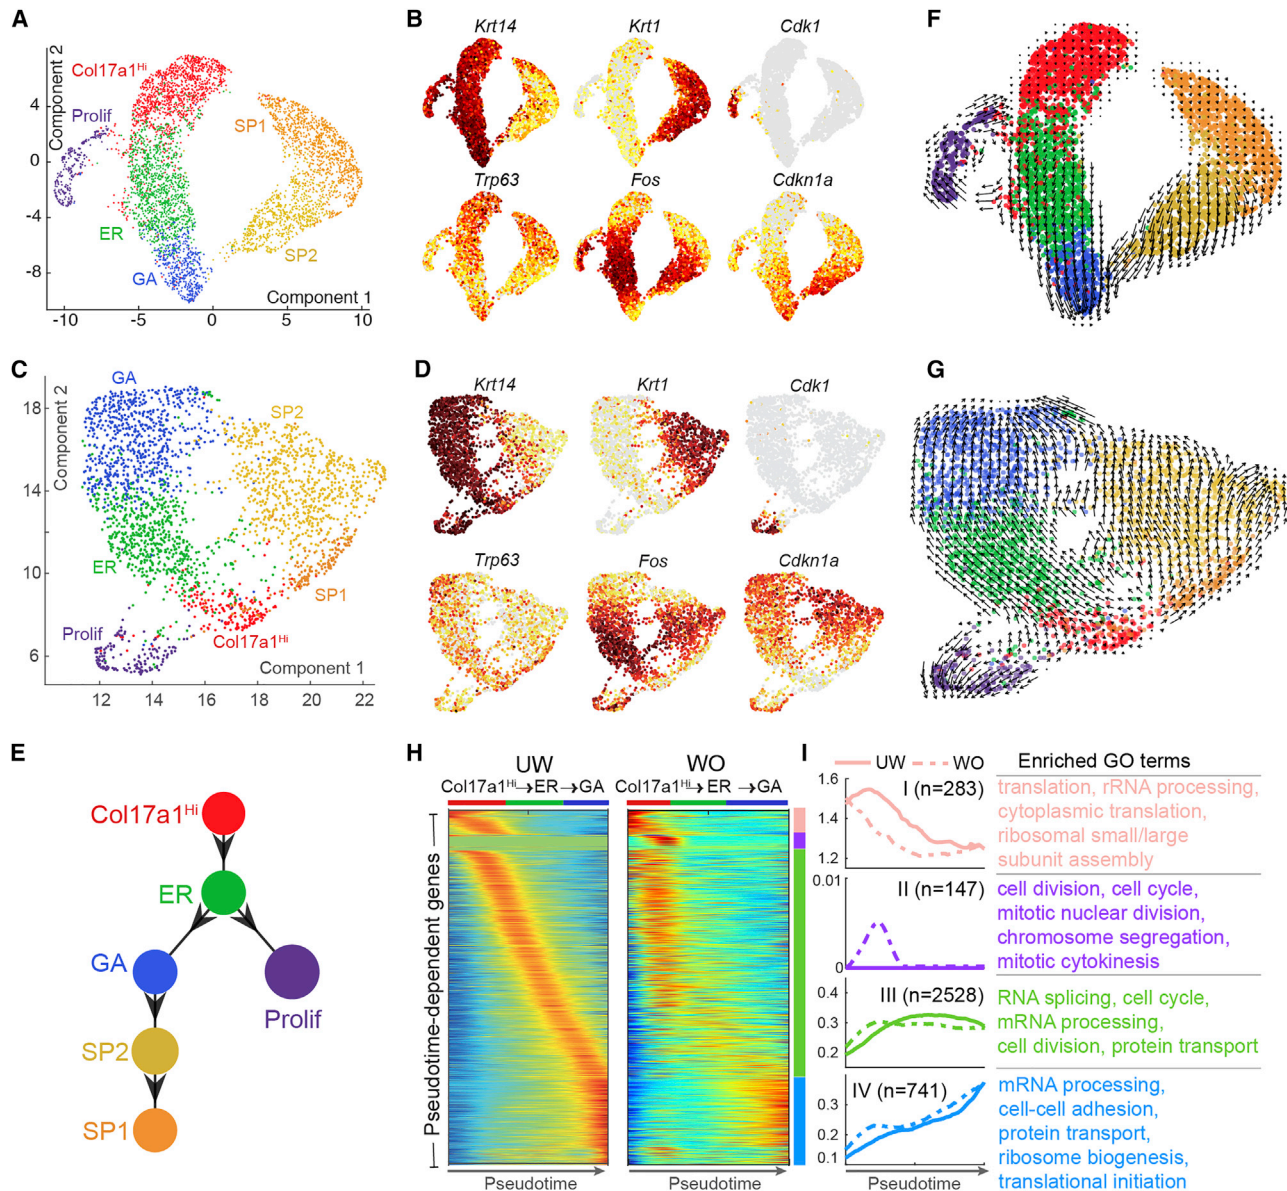 A
Component 2
4
0
-4
-8
-10
-5
0
5
10
Component 1
Col17a1Hi
Prolif
SP1
ER
SP2
GA
B
Krt14
Krt1
Cdk1
Trp63
Fos
Cdkn1a
F
C
Component 2
18
14
10
6
12
14
16
18
20
22
Component 1
GA
SP2
ER
SP1
Prolif
Col17a1Hi
D
Krt14
Krt1
Cdk1
Trp63
Fos
Cdkn1a
G
E
Col17a1Hi
ER
GA
Prolif
SP2
SP1
H
UW
WO
Col17a1Hi→ER→GA
Col17a1Hi→ER→GA
Pseudotime-dependent genes
Pseudotime
Pseudotime
I
UW
WO
Enriched GO terms
1.6
1.4
1.2
I (n=283)
translation, rRNA processing,
cytoplasmic translation,
ribosomal small/large
subunit assembly
0.01
0
II (n=147)
cell division, cell cycle,
mitotic nuclear division,
chromosome segregation,
mitotic cytokinesis
0.4
0.3
0.2
III (n=2528)
RNA splicing, cell cycle,
mRNA processing,
cell division, protein transport
0.3
0.2
0.1
IV (n=741)
mRNA processing,
cell-cell adhesion,
protein transport,
ribosome biogenesis,
translational initiation
Pseudotime